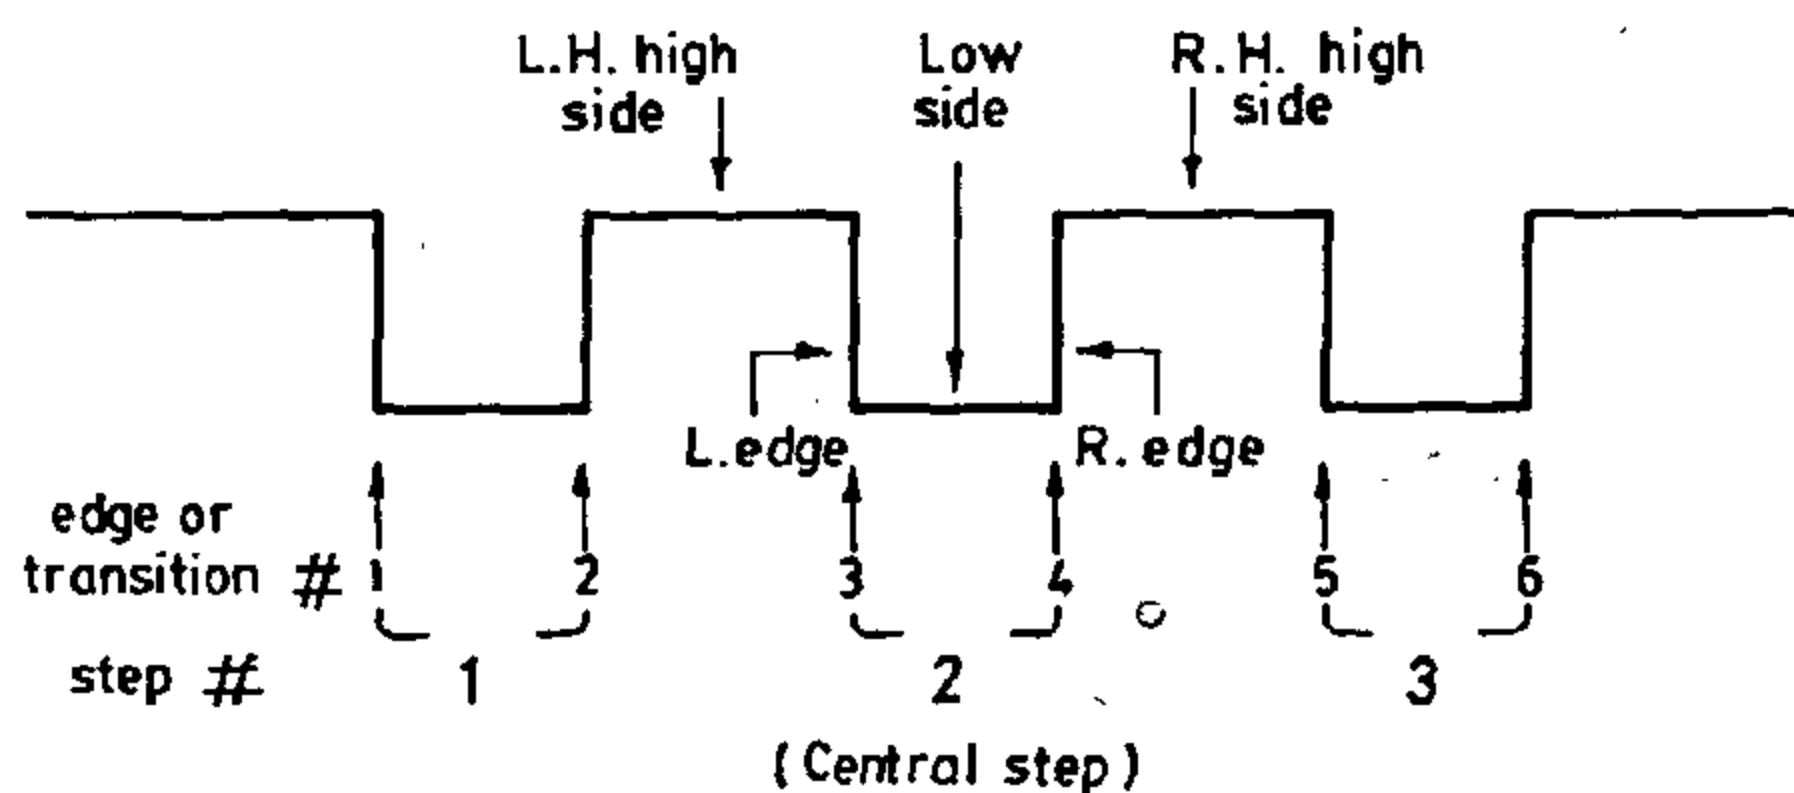 L.H. high side
Low side
R.H. high side
L.edge
R.edge
edge or
transition # 1 2 3 4 5 6
step # 1 2 3
(Central step)